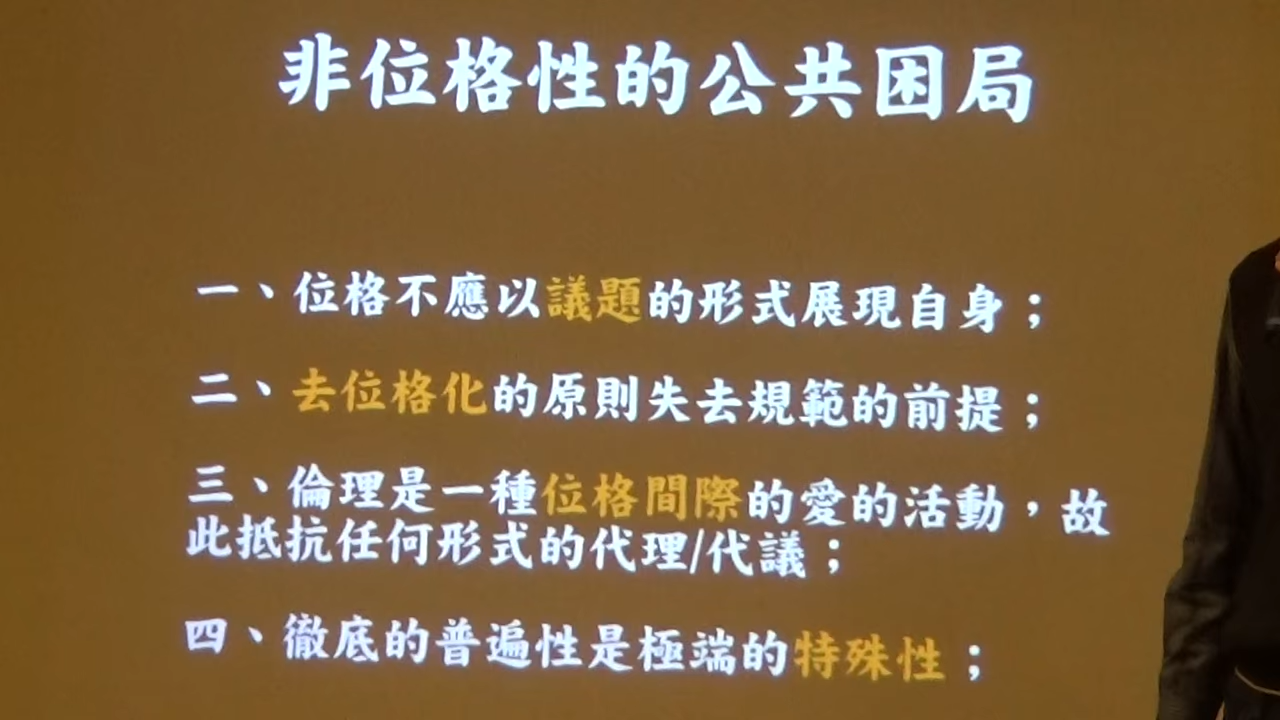 非位格性的公共困局
一、位格不應以議題的形式展現自身；
二、去位格化的原則失去規範的前提；
三、倫理是一種位格間際的愛的活動，故
此抵抗任何形式的代理/代議；
四、徹底的普遍性是極端的特殊性；